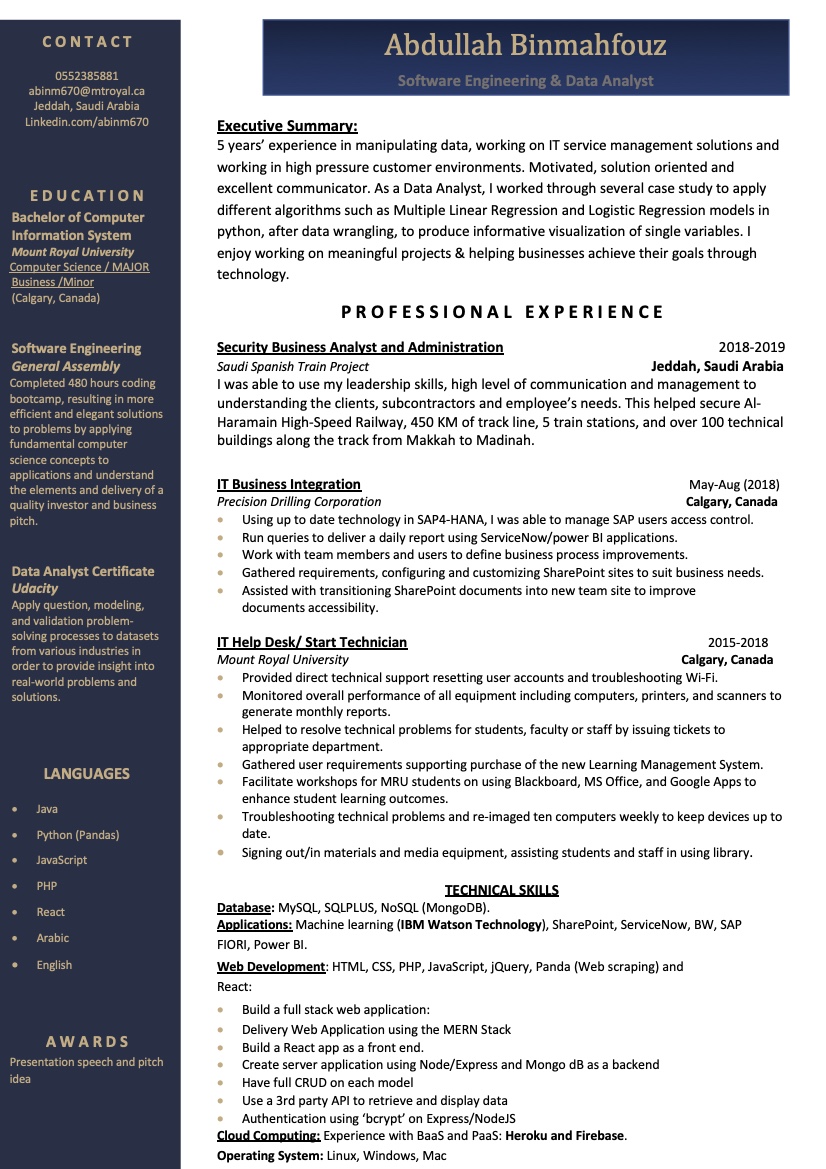 CONTACT
0552385881
abinm670@mtroyal.ca
Jeddah, Saudi Arabia
Linkedin.com/abinm670
EDUCATION
Bachelor of Computer
Information System
Mount Royal University
Computer Science / MAJOR
Business /Minor
(Calgary, Canada)
Software Engineering
General Assembly
Completed 480 hours coding
bootcamp, resulting in more
efficient and elegant solutions
to problems by applying
fundamental computer
science concepts to
applications and understand
the elements and delivery of a
quality investor and business
pitch.
Data Analyst Certificate
Udacity
Apply question, modeling,
and validation problem-
solving processes to datasets
from various industries in
order to provide insight into
real-world problems and
solutions.
LANGUAGES
• Java
• Python (Pandas)
• JavaScript
• PHP
• React
• Arabic
• English
AWARDS
Presentation speech and pitch
idea
Abdullah Binmahfouz
Software Engineering & Data Analyst
Executive Summary:
5 years’ experience in manipulating data, working on IT service management solutions and
working in high pressure customer environments. Motivated, solution oriented and
excellent communicator. As a Data Analyst, I worked through several case study to apply
different algorithms such as Multiple Linear Regression and Logistic Regression models in
python, after data wrangling, to produce informative visualization of single variables. I
enjoy working on meaningful projects & helping businesses achieve their goals through
technology.
PROFESSIONAL EXPERIENCE
Security Business Analyst and Administration 2018-2019
Saudi Spanish Train Project Jeddah, Saudi Arabia
I was able to use my leadership skills, high level of communication and management to
understanding the clients, subcontractors and employee’s needs. This helped secure Al-
Haramain High-Speed Railway, 450 KM of track line, 5 train stations, and over 100 technical
buildings along the track from Makkah to Madinah.
IT Business Integration May-Aug (2018)
Precision Drilling Corporation Calgary, Canada
• Using up to date technology in SAP4-HANA, I was able to manage SAP users access control.
• Run queries to deliver a daily report using ServiceNow/power BI applications.
• Work with team members and users to define business process improvements.
• Gathered requirements, configuring and customizing SharePoint sites to suit business needs.
• Assisted with transitioning SharePoint documents into new team site to improve
documents accessibility.
IT Help Desk/ Start Technician 2015-2018
Mount Royal University Calgary, Canada
• Provided direct technical support resetting user accounts and troubleshooting Wi-Fi.
• Monitored overall performance of all equipment including computers, printers, and scanners to
generate monthly reports.
• Helped to resolve technical problems for students, faculty or staff by issuing tickets to
appropriate department.
• Gathered user requirements supporting purchase of the new Learning Management System.
• Facilitate workshops for MRU students on using Blackboard, MS Office, and Google Apps to
enhance student learning outcomes.
• Troubleshooting technical problems and re-imaged ten computers weekly to keep devices up to
date.
• Signing out/in materials and media equipment, assisting students and staff in using library.
TECHNICAL SKILLS
Database: MySQL, SQLPLUS, NoSQL (MongoDB).
Applications: Machine learning (IBM Watson Technology), SharePoint, ServiceNow, BW, SAP
FIORI, Power BI.
Web Development: HTML, CSS, PHP, JavaScript, jQuery, Panda (Web scraping) and
React:
• Build a full stack web application:
• Delivery Web Application using the MERN Stack
• Build a React app as a front end.
• Create server application using Node/Express and Mongo dB as a backend
• Have full CRUD on each model
• Use a 3rd party API to retrieve and display data
• Authentication using ‘bcrypt’ on Express/NodeJS
Cloud Computing: Experience with BaaS and PaaS: Heroku and Firebase.
Operating System: Linux, Windows, Mac